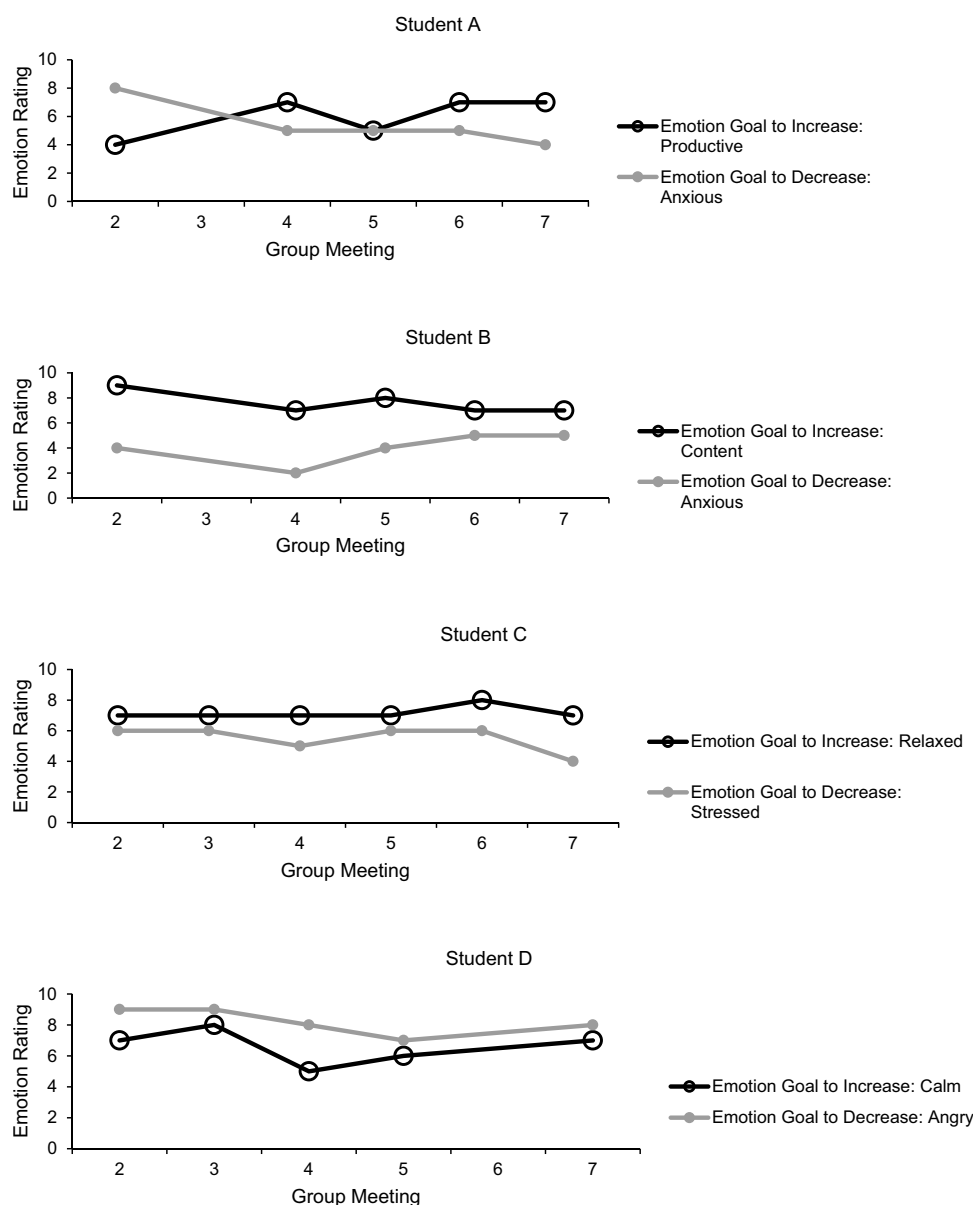 Student A
Emotion Rating
10
8
6
4
2
0
2 3 4 5 6 7
Group Meeting
Emotion Goal to Increase:
Productive
Emotion Goal to Decrease:
Anxious
Student B
Emotion Rating
10
8
6
4
2
0
2 3 4 5 6 7
Group Meeting
Emotion Goal to Increase:
Content
Emotion Goal to Decrease:
Anxious
Student C
Emotion Rating
10
8
6
4
2
0
2 3 4 5 6 7
Group Meeting
Emotion Goal to Increase: Relaxed
Emotion Goal to Decrease:
Stressed
Student D
Emotion Rating
10
8
6
4
2
0
2 3 4 5 6 7
Group Meeting
Emotion Goal to Increase: Calm
Emotion Goal to Decrease: Angry